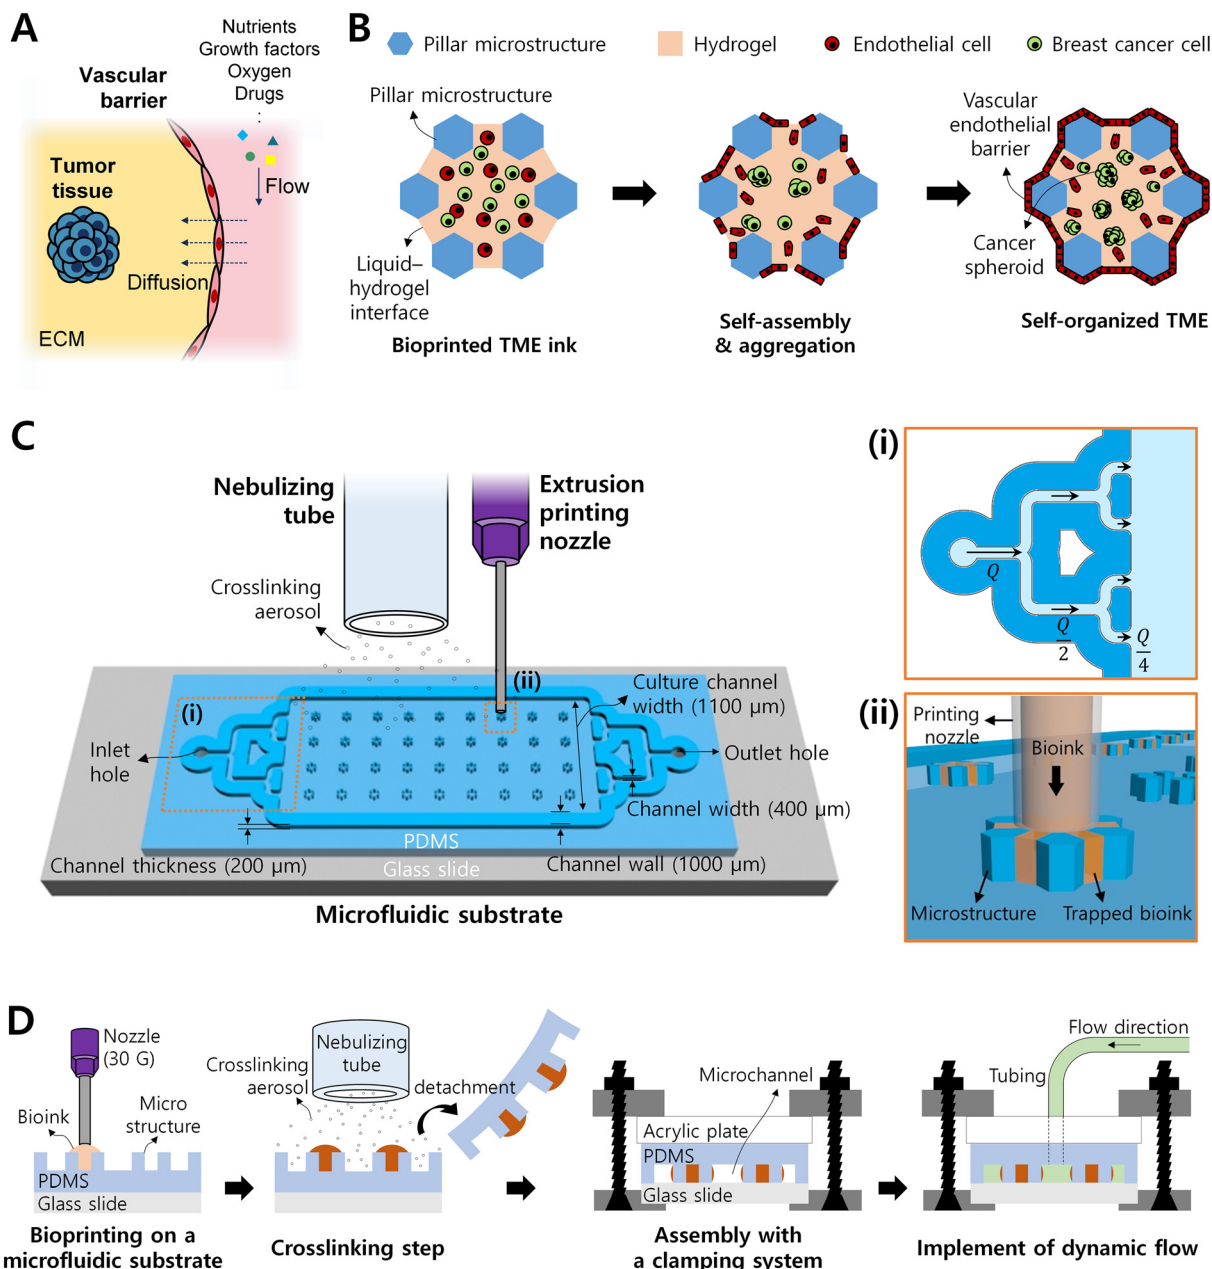 A
Nutrients
Growth factors
Oxygen
Drugs
Vascular
barrier
Tumor
tissue
Flow
Diffusion
ECM
B
Pillar microstructure
Hydrogel
Endothelial cell
Breast cancer cell
Pillar microstructure
Liquid–
hydrogel
interface
Bioprinted TME ink
Self-assembly
& aggregation
Vascular
endothelial
barrier
Cancer
spheroid
Self-organized TME
C
Nebulizing
tube
Extrusion
printing
nozzle
Crosslinking
aerosol
(i)
(ii)
Culture channel
width (1100 μm)
Inlet
hole
Outlet hole
Channel width (400 μm)
PDMS
Channel thickness (200 μm)
Glass slide
Channel wall (1000 μm)
Microfluidic substrate
(i)
Q
Q
2
Q
4
(ii)
Printing
nozzle
Bioink
Microstructure
Trapped bioink
D
Nozzle
(30 G)
Bioink
Micro
structure
PDMS
Glass slide
Bioprinting on a
microfluidic substrate
Nebulizing
tube
Crosslinking
aerosol
detachment
Crosslinking step
Microchannel
Acrylic plate
PDMS
Glass slide
Assembly with
a clamping system
Flow direction
Tubing
Implement of dynamic flow